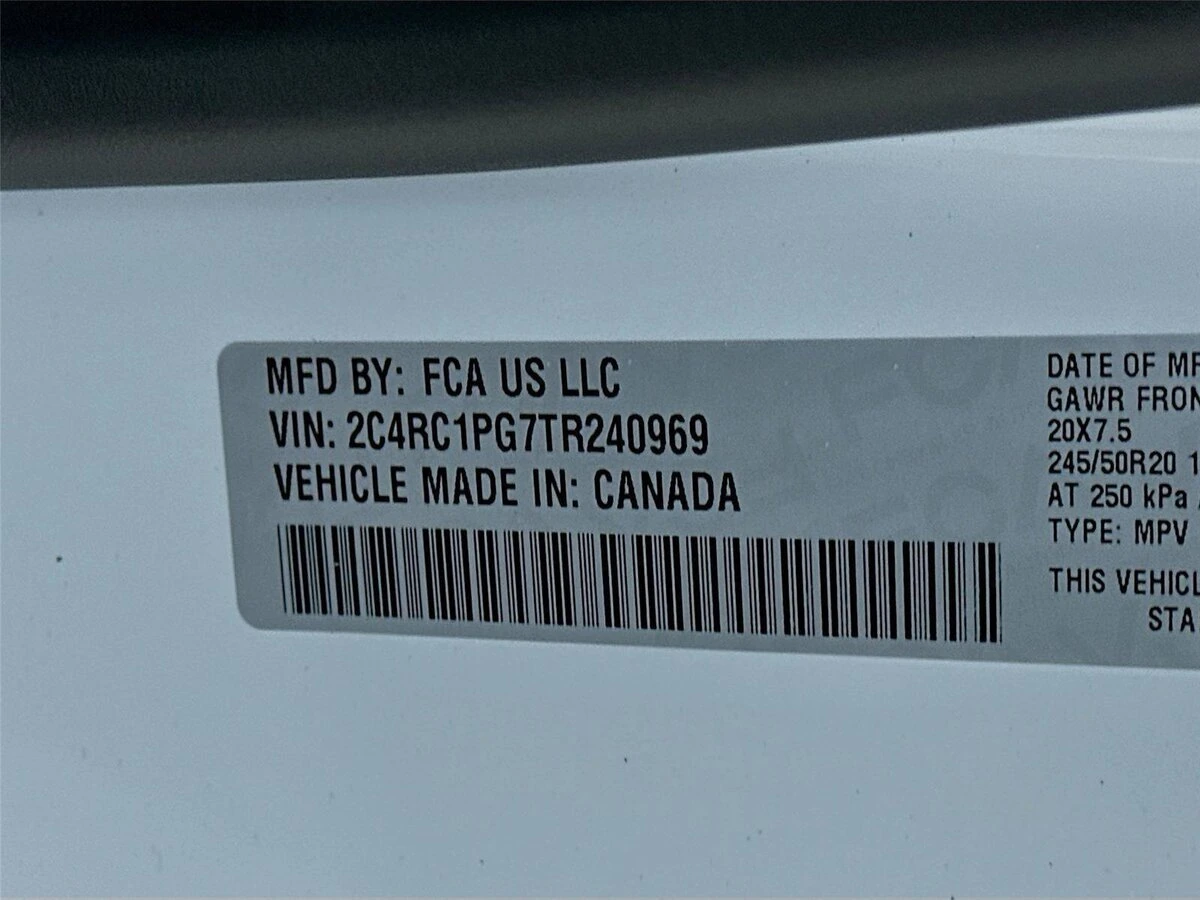 MFD BY: FCA US LLC
VIN: 2C4RC1PG7TR240969
VEHICLE MADE IN: CANADA
DATE OF MF
GAWR FRON
20X7.5
245/50R20 1
AT 250 kPa
TYPE: MPV
THIS VEHICL
STA